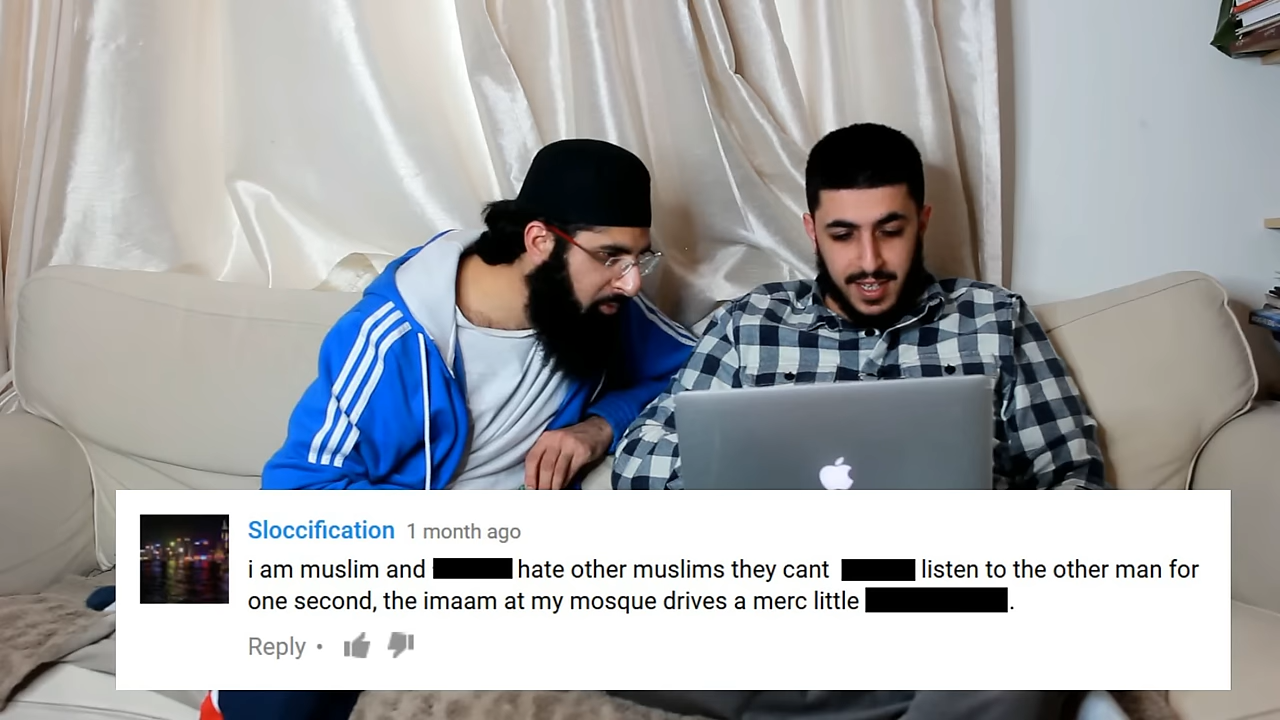 Sloccification 1 month ago
i am muslim and hate other muslims they cant listen to the other man for
one second, the imaam at my mosque drives a merc little .
Reply •